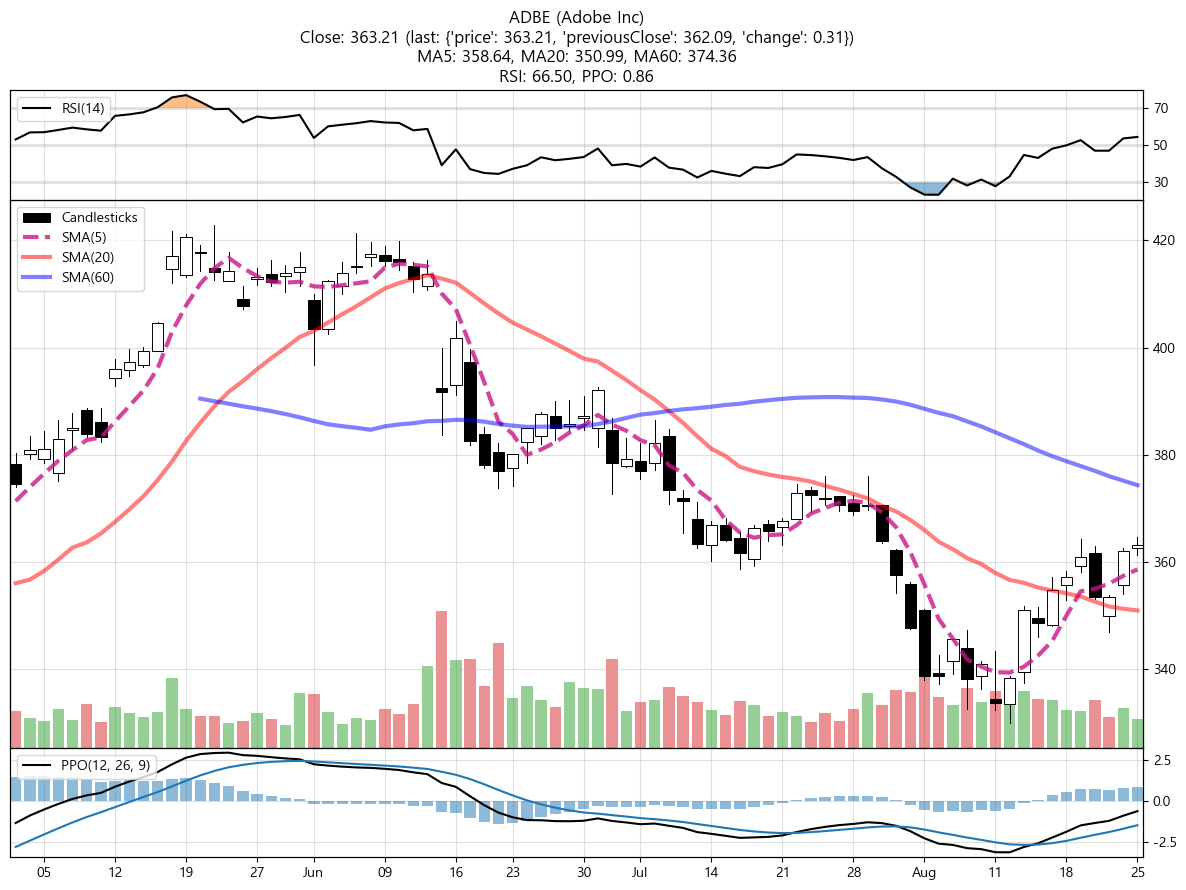 ADBE (Adobe Inc)
Close: 363.21 (last: {'price': 363.21, 'previousClose': 362.09, 'change': 0.31})
MA5: 358.64, MA20: 350.99, MA60: 374.36
RSI: 66.50, PPO: 0.86
RSI(14)
70
50
30
Candlesticks
SMA(5)
SMA(20)
SMA(60)
420
400
380
360
340
PPO(12, 26, 9)
2.5
0.0
-2.5
05 12 19 27 Jun 09 16 23 30 Jul 14 21 28 Aug 11 18 25